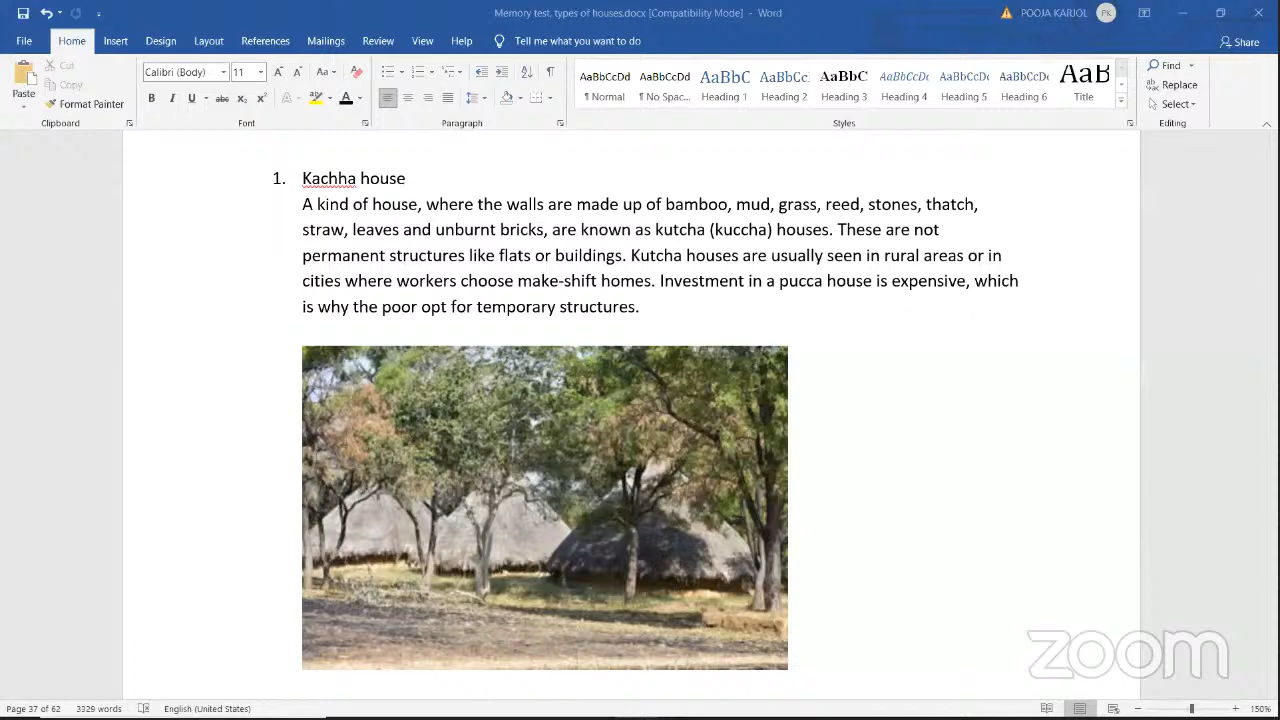 Memory test, types of houses.docx [Compatibility Mode] - Word
POOJA KARJOL
PK
File
Home
Insert
Design
Layout
References
Mailings
Review
View
Help
Tell me what you want to do
Share
Paste
Cut
Copy
Format Painter
Clipboard
Calibri (Body)
11
Aa
B I U abc x₂ x²
A
Font
Paragraph
AaBbCcDd
¶ Normal
AaBbCcDd
¶ No Spac...
AaBbC
Heading 1
AaBbCc
Heading 2
AaBbC
Heading 3
AaBbCcDc
Heading 4
AaBbCcDc
Heading 5
AaBbCcDc
Heading 6
AaB
Title
Styles
Find
Replace
Select
Editing
1. Kachha house
A kind of house, where the walls are made up of bamboo, mud, grass, reed, stones, thatch,
straw, leaves and unburnt bricks, are known as kutcha (kuccha) houses. These are not
permanent structures like flats or buildings. Kutcha houses are usually seen in rural areas or in
cities where workers choose make-shift homes. Investment in a pucca house is expensive, which
is why the poor opt for temporary structures.
zoom
Page 37 of 62
3329 words
English (United States)
150%